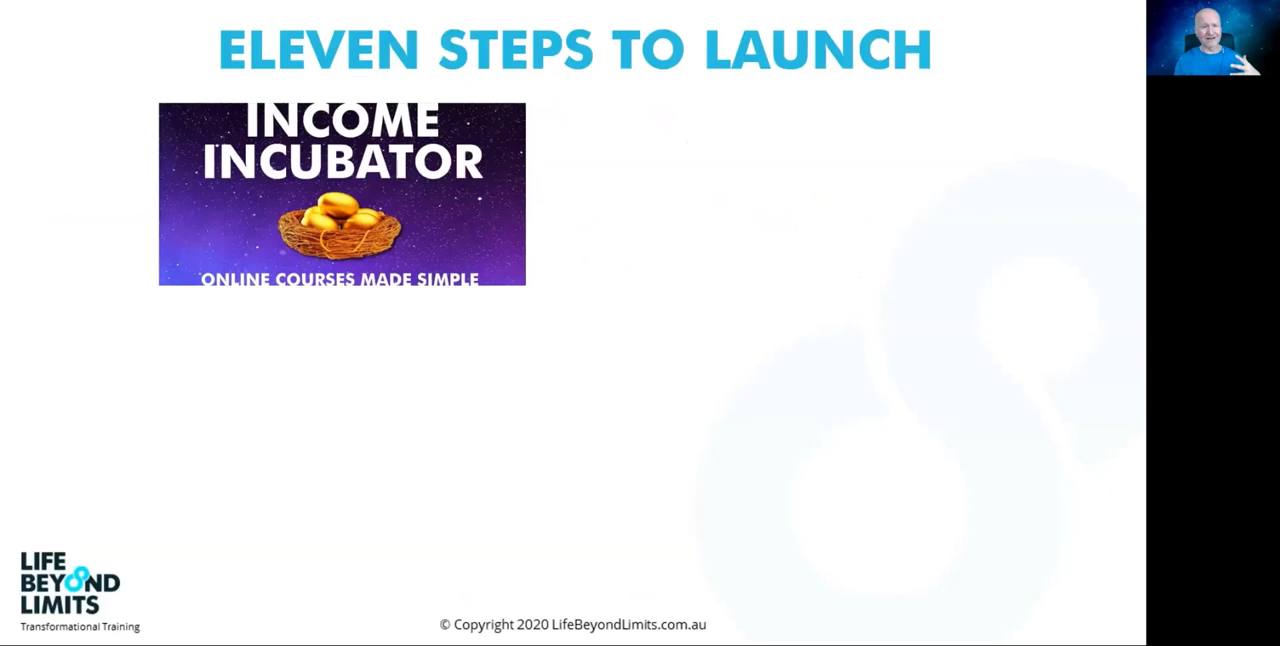 ELEVEN STEPS TO LAUNCH
INCOME
INCUBATOR
ONLINE COURSES MADE SIMPLE
LIFE
BEYOND
LIMITS
Transformational Training
© Copyright 2020 LifeBeyondLimits.com.au